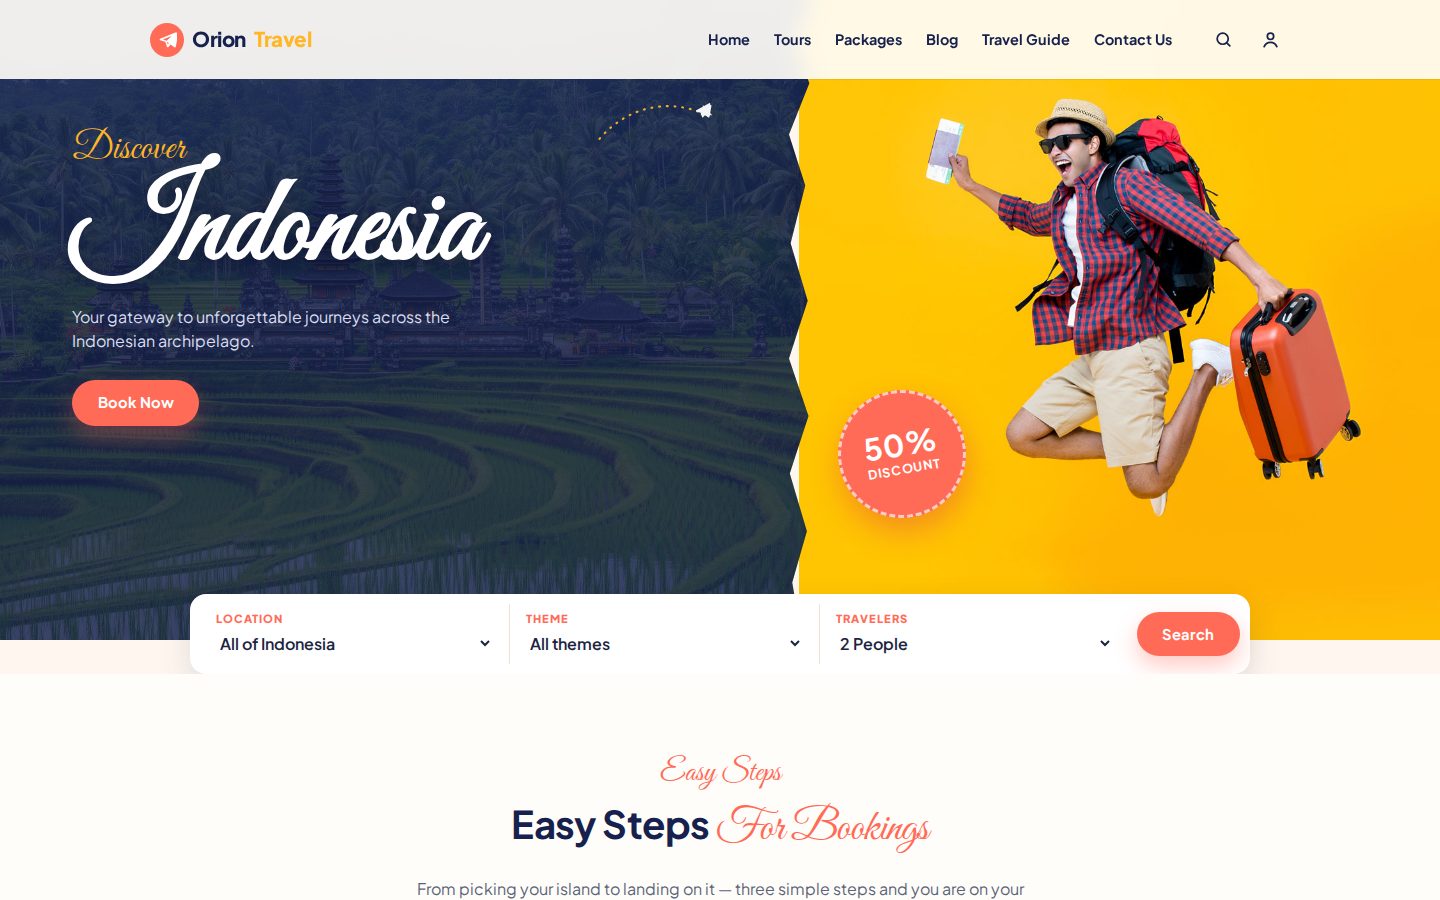 Orion Travel
Home Tours Packages Blog Travel Guide Contact Us
Discover
Indonesia
Your gateway to unforgettable journeys across the
Indonesian archipelago.
Book Now
50%
DISCOUNT
LOCATION
All of Indonesia
THEME
All themes
TRAVELERS
2 People
Search
Easy Steps
Easy Steps For Bookings
From picking your island to landing on it — three simple steps and you are on your